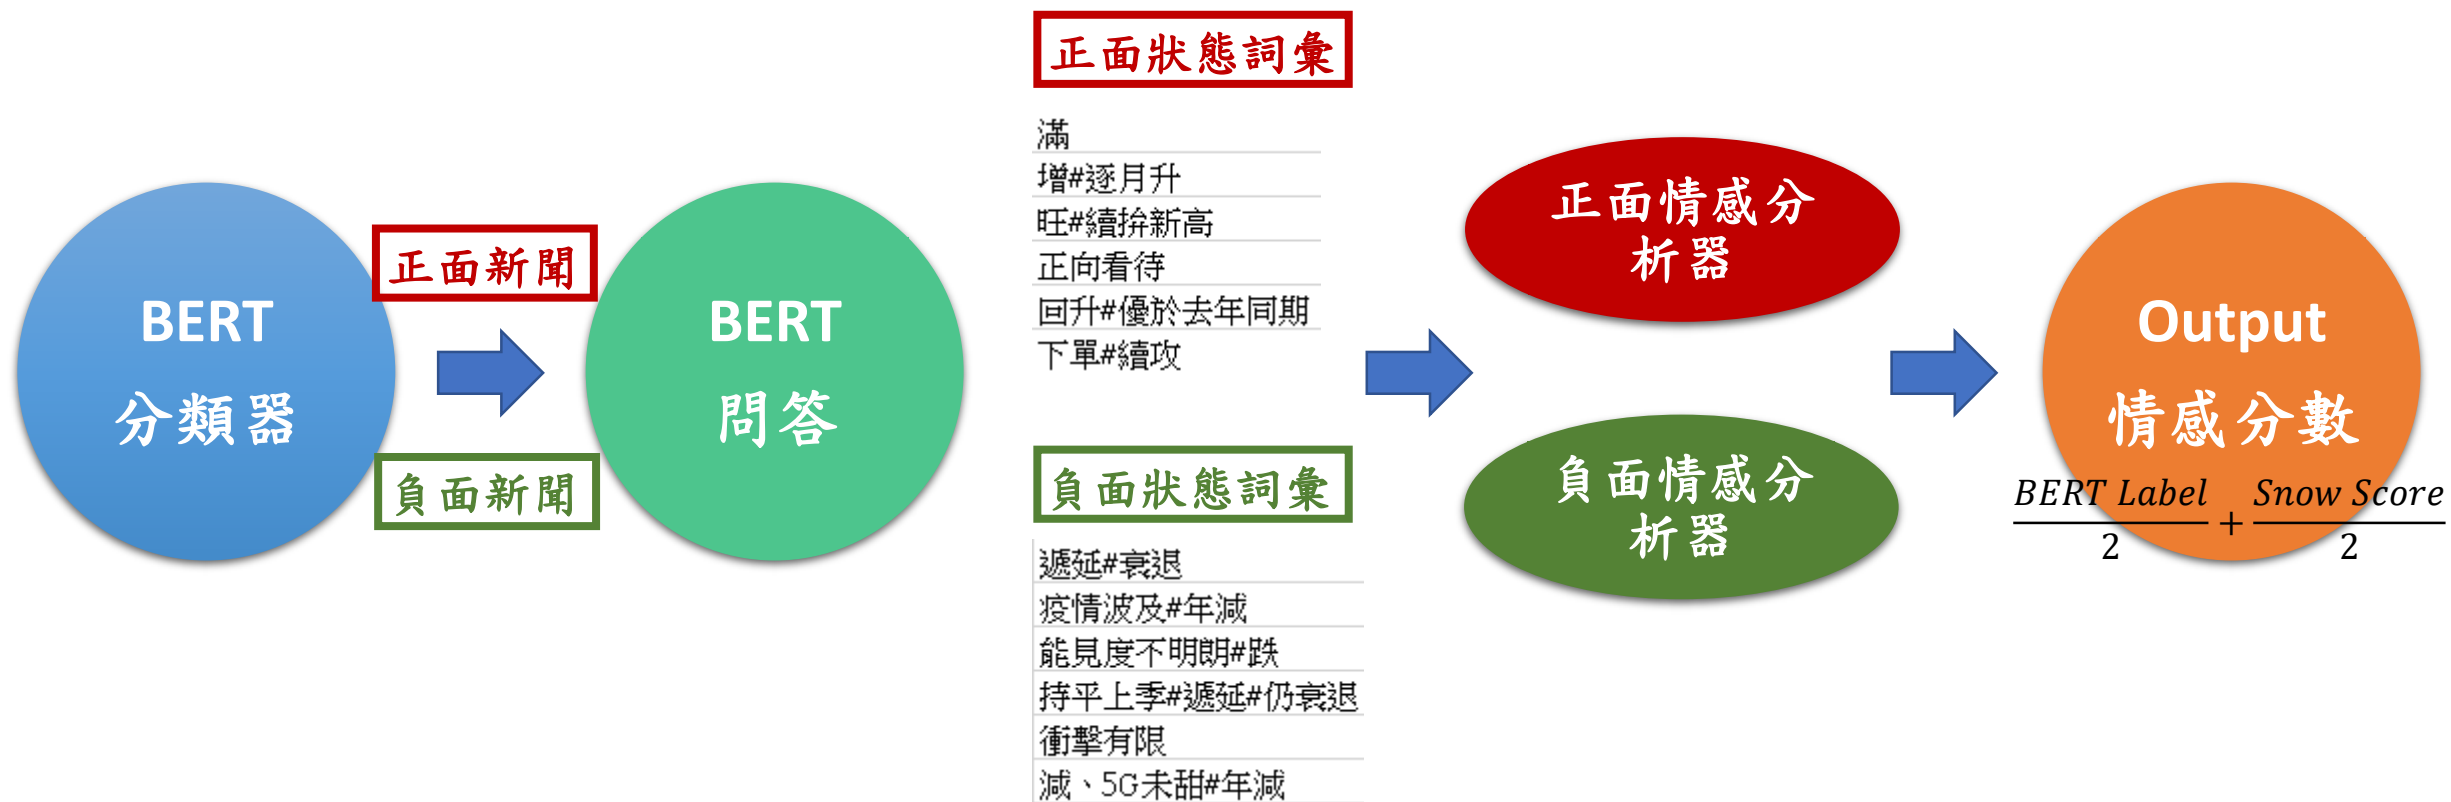 BERT
分類器
正面新聞
負面新聞
BERT
問答
正面狀態詞彙
滿
增#逐月升
旺#續拚新高
正向看待
回升#優於去年同期
下單#續攻
負面狀態詞彙
遞延#衰退
疫情波及#年減
能見度不明朗#跌
持平上季#遞延#仍衰退
衝擊有限
減、5G未甜#年減
正面情感分
析器
負面情感分
析器
Output
情感分數
BERT Label/2 + Snow Score/2